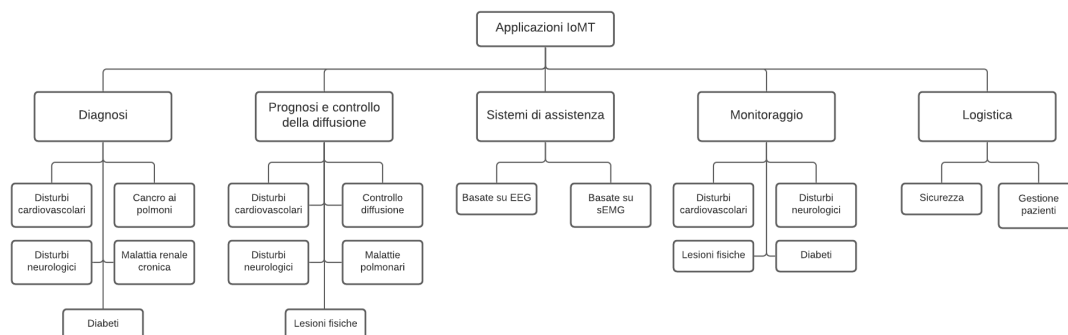 Applicazioni IoMT
Diagnosi
Prognosi e controllo
della diffusione
Sistemi di assistenza
Monitoraggio
Logistica
Disturbi
cardiovascolari
Cancro ai
polmoni
Disturbi
neurologici
Malattia renale
cronica
Diabeti
Disturbi
cardiovascolari
Controllo
diffusione
Disturbi
neurologici
Malattie
polmonari
Lesioni fisiche
Basate su EEG
Basate su
sEMG
Disturbi
cardiovascolari
Disturbi
neurologici
Lesioni fisiche
Diabeti
Sicurezza
Gestione
pazienti